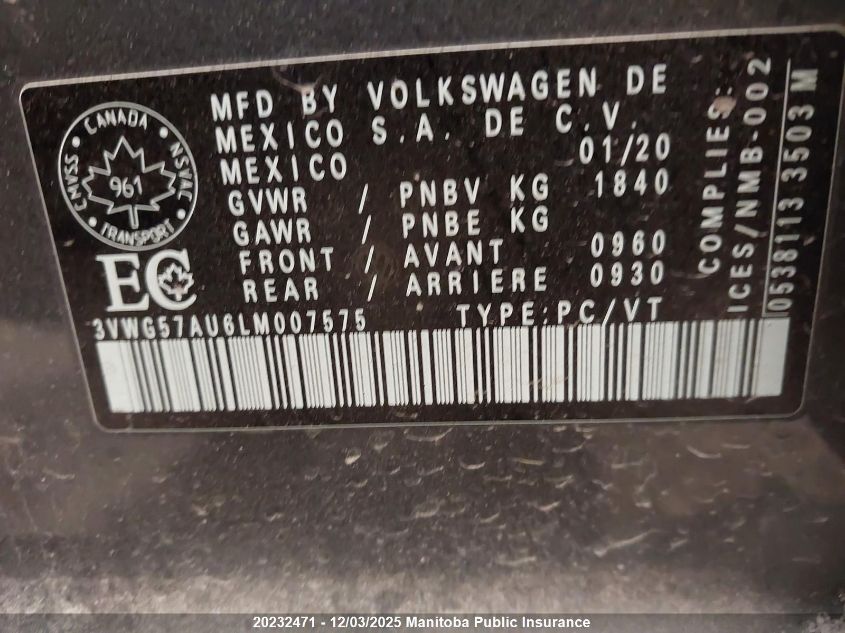 MFD BY VOLKSWAGEN DE
MEXICO S.A. DE C.V.
MEXICO 01/20
GVWR / PNBV KG 1840
GAWR / PNBE KG
FRONT / AVANT 0960
REAR / ARRIERE 0930
3VWG57AU6LM007575 TYPE:PC/VT
CANADA
NSVAC
TRANSPORT
CMVSS
961
EC
COMPLIES:
ICES/NMB-002
0538113 3503 M
20232471 - 12/03/2025 Manitoba Public Insurance